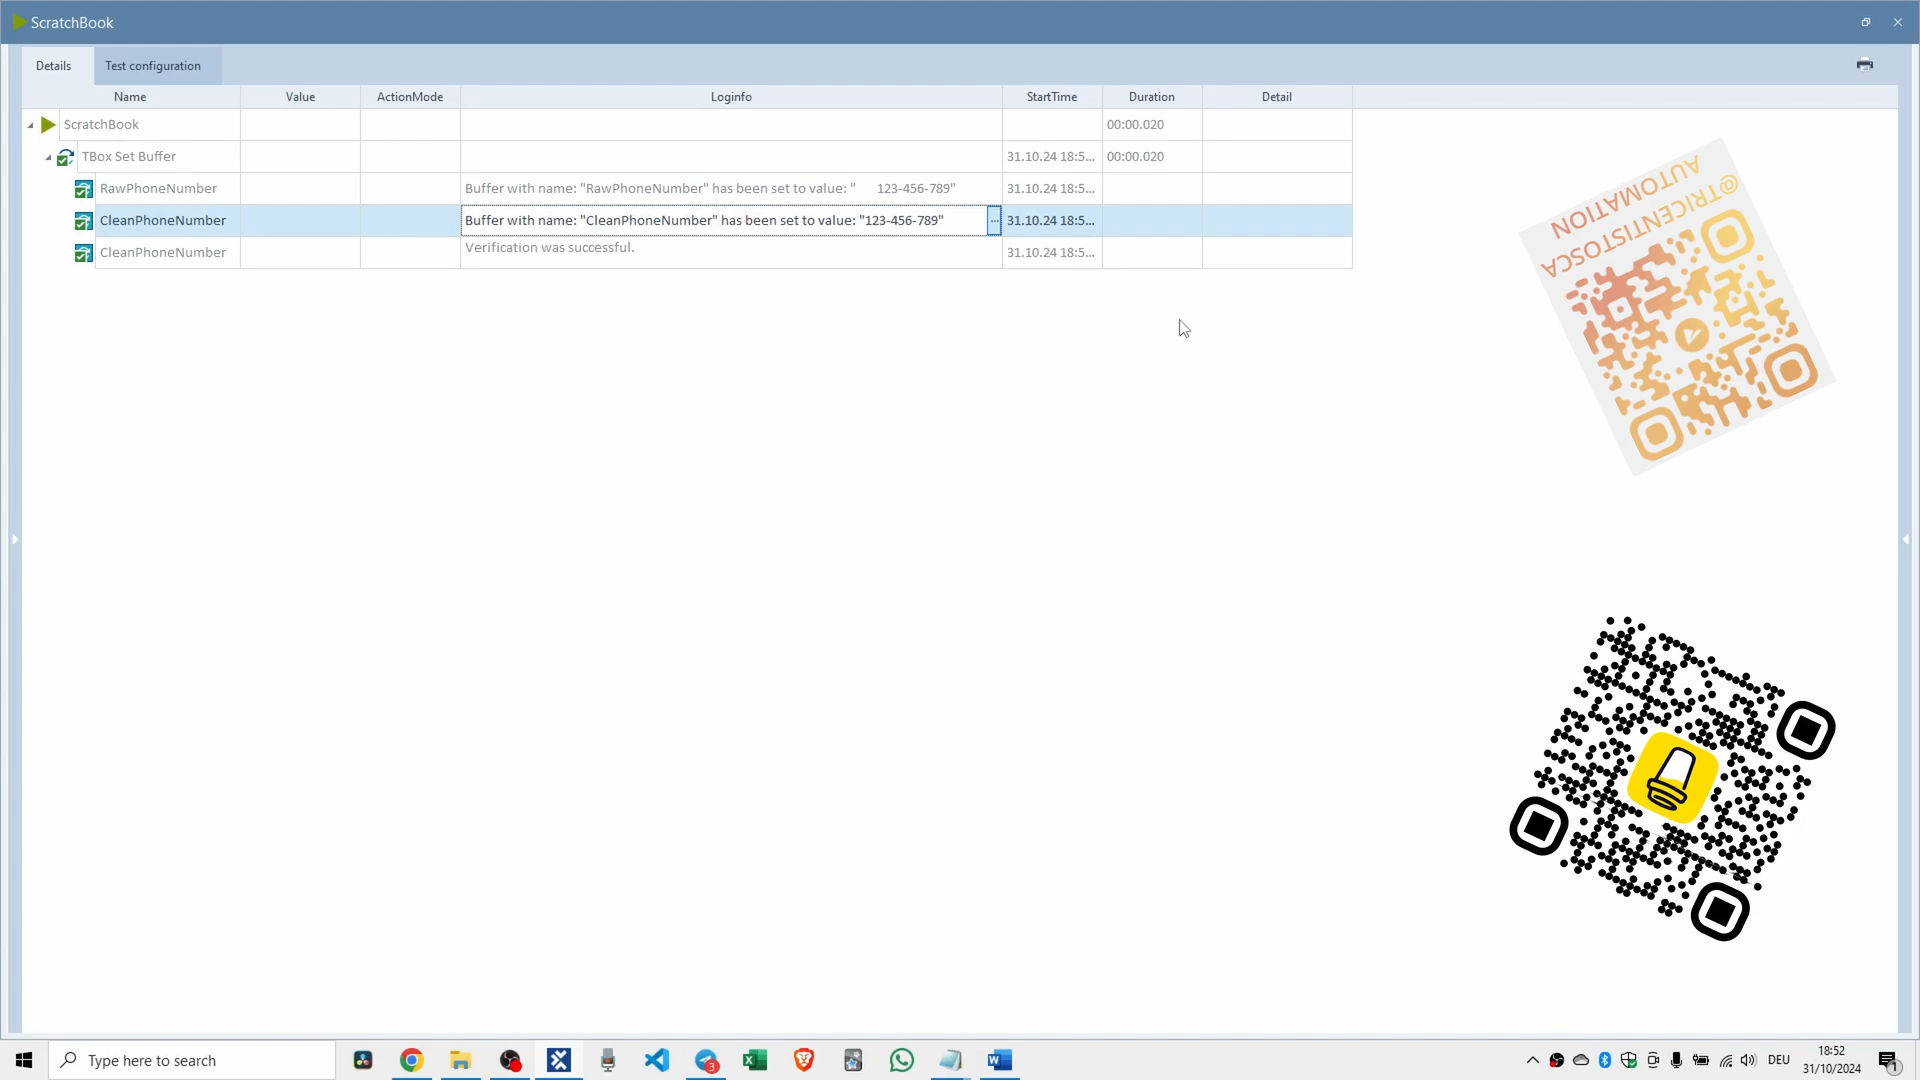 ScratchBook
Details
Test configuration
Name Value ActionMode Loginfo StartTime Duration Detail
ScratchBook 00:00.020
TBox Set Buffer 31.10.24 18:5... 00:00.020
RawPhoneNumber Buffer with name: "RawPhoneNumber" has been set to value: "      123-456-789" 31.10.24 18:5...
CleanPhoneNumber Buffer with name: "CleanPhoneNumber" has been set to value: "123-456-789" ... 31.10.24 18:5...
CleanPhoneNumber Verification was successful. 31.10.24 18:5...
@TRICENTISTOSCA
AUTOMATION
Type here to search
3
DEU
18:52
31/10/2024
1